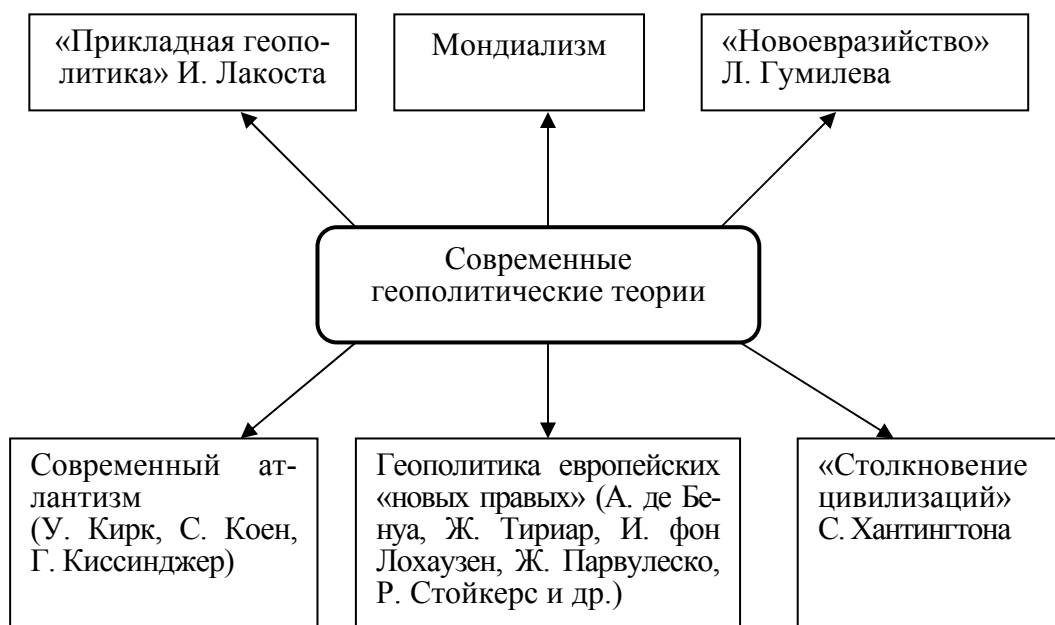 «Прикладная геопо-
литика» И. Лакоста
Мондиализм
«Новоевразийство»
Л. Гумилева
Современные
геополитические теории
Современный ат-
лантизм
(У. Кирк, С. Коен,
Г. Киссинджер)
Геополитика европейских
«новых правых» (А. де Бе-
нуа, Ж. Тириар, И. фон
Лохаузен, Ж. Парвулеско,
Р. Стойкерс и др.)
«Столкновение
цивилизаций»
С. Хантингтона